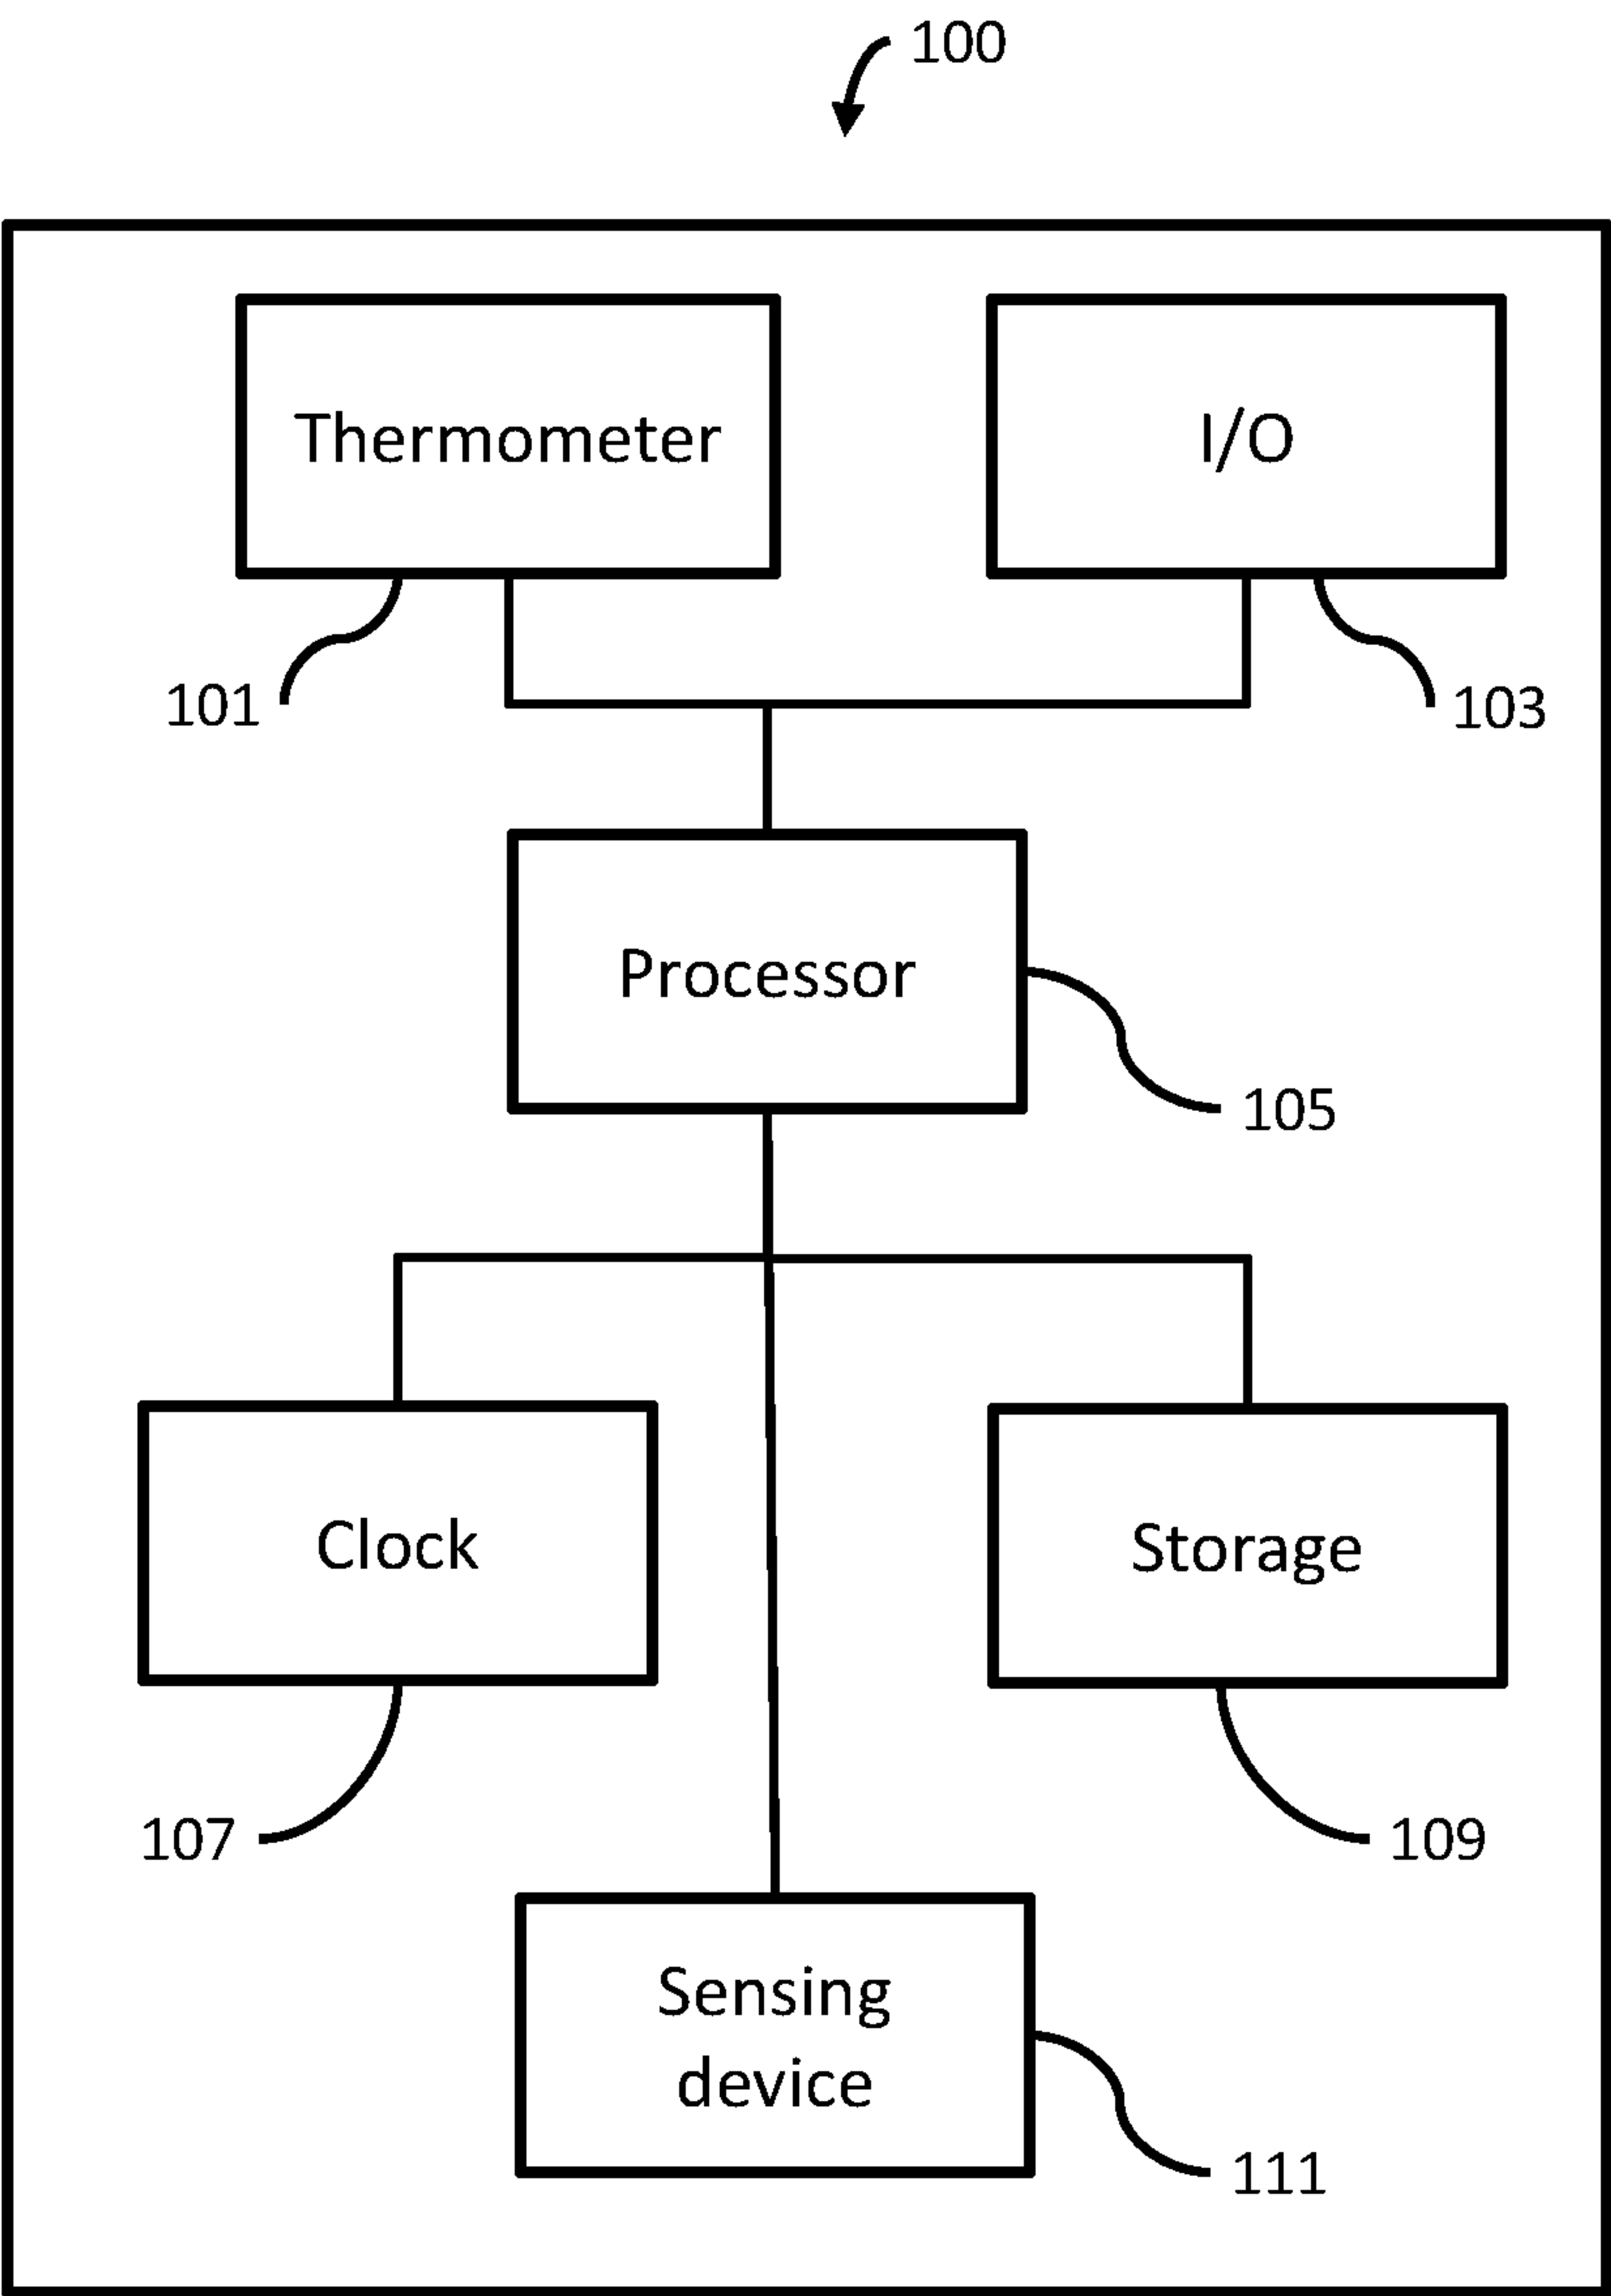 100
Thermometer
I/O
101
103
Processor
105
Clock
Storage
107
109
Sensing
device
111